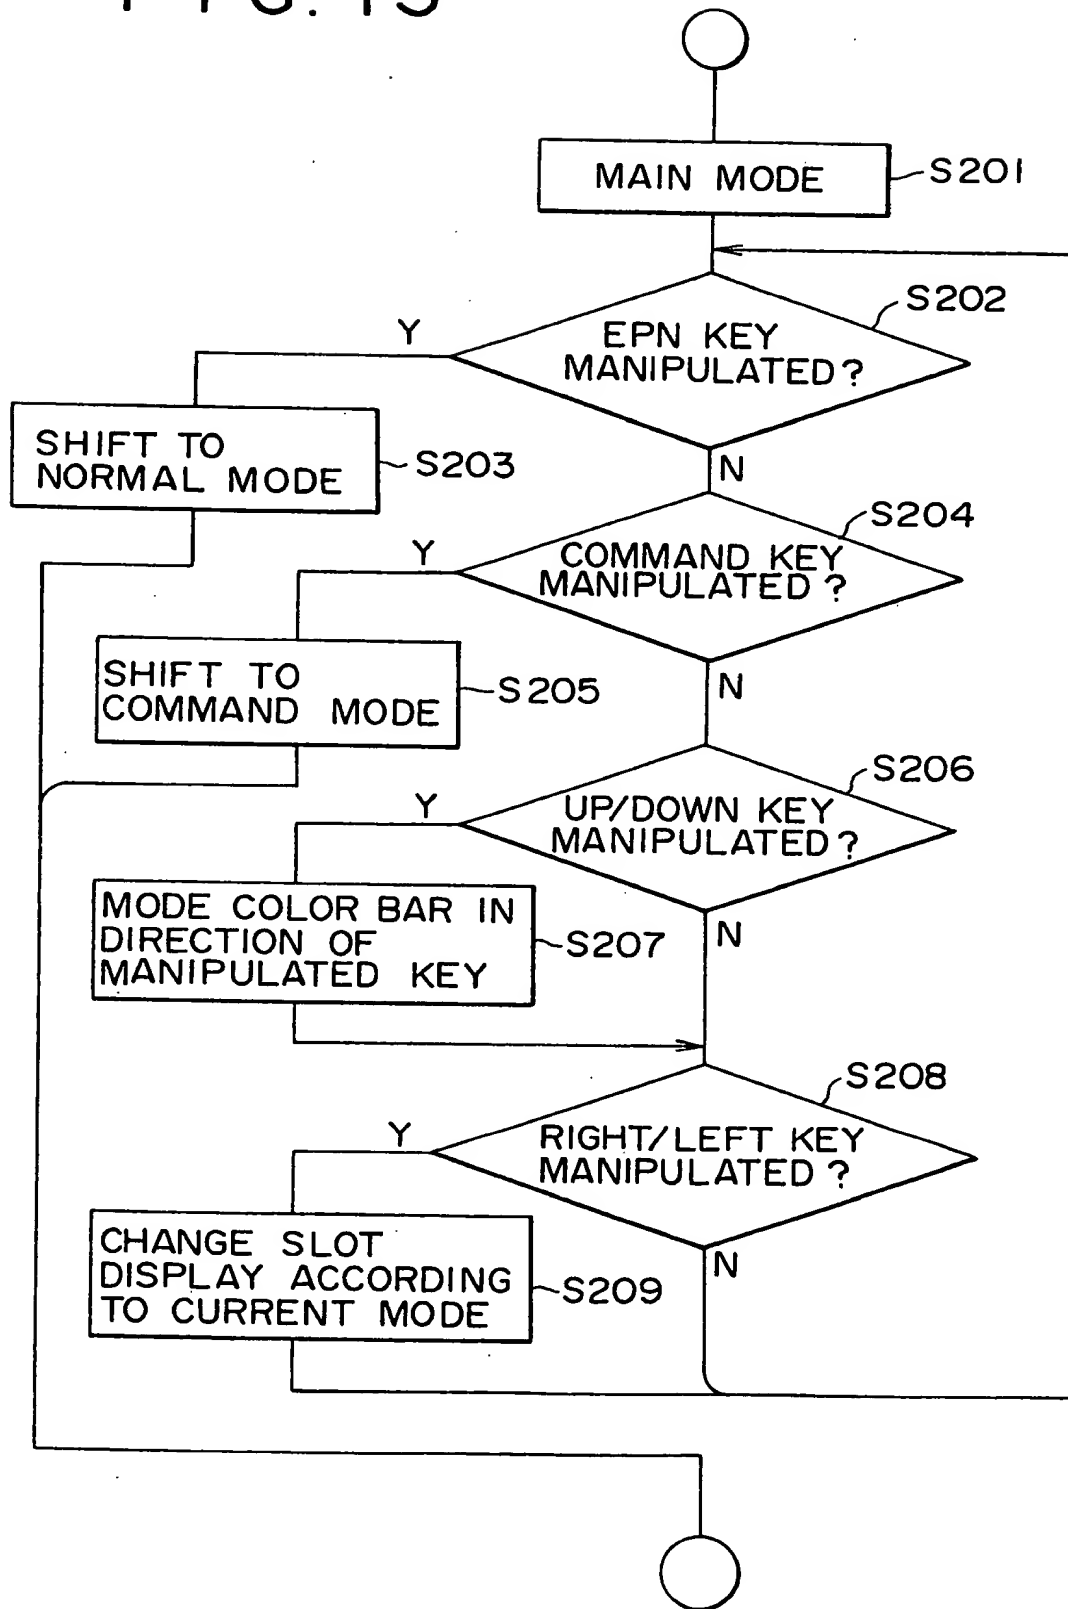 FIG. 15
MAIN MODE
S201
S202
Y
EPN KEY
MANIPULATED?
SHIFT TO
NORMAL MODE
S203
N
S204
Y
COMMAND KEY
MANIPULATED?
SHIFT TO
COMMAND MODE
S205
N
S206
Y
UP/DOWN KEY
MANIPULATED?
MODE COLOR BAR IN
DIRECTION OF
MANIPULATED KEY
S207
N
S208
Y
RIGHT/LEFT KEY
MANIPULATED?
CHANGE SLOT
DISPLAY ACCORDING
TO CURRENT MODE
S209
N